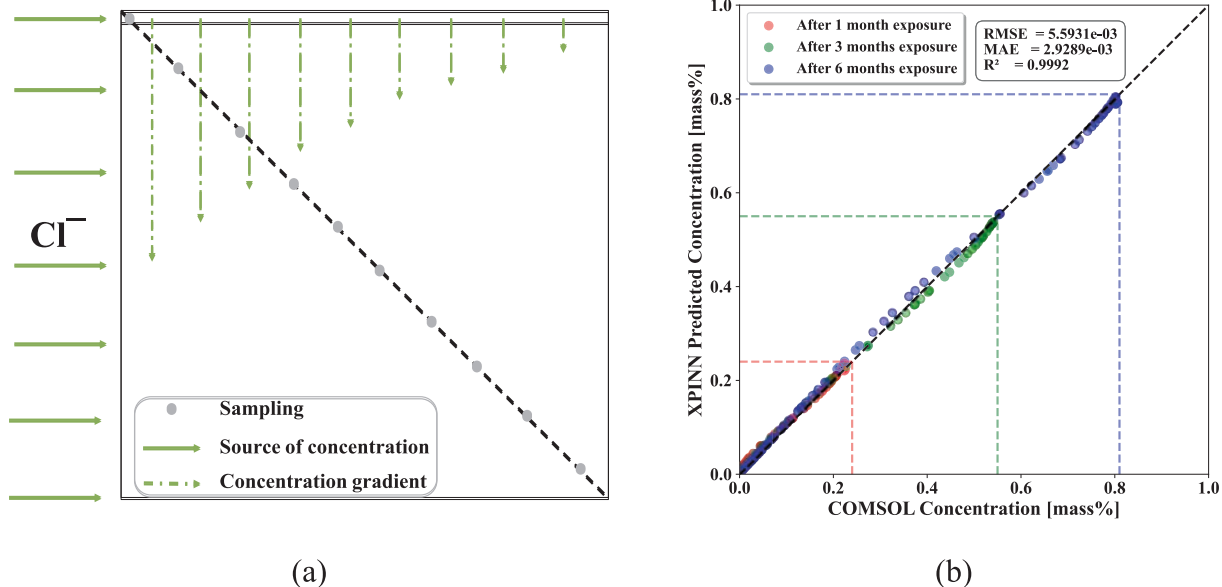 Cl⁻
Sampling
Source of concentration
Concentration gradient
(a)
XPINN Predicted Concentration [mass%]
1.0
0.8
0.6
0.4
0.2
0.0
After 1 month exposure
After 3 months exposure
After 6 months exposure
RMSE = 5.5931e-03
MAE = 2.9289e-03
R² = 0.9992
0.0 0.2 0.4 0.6 0.8 1.0
COMSOL Concentration [mass%]
(b)